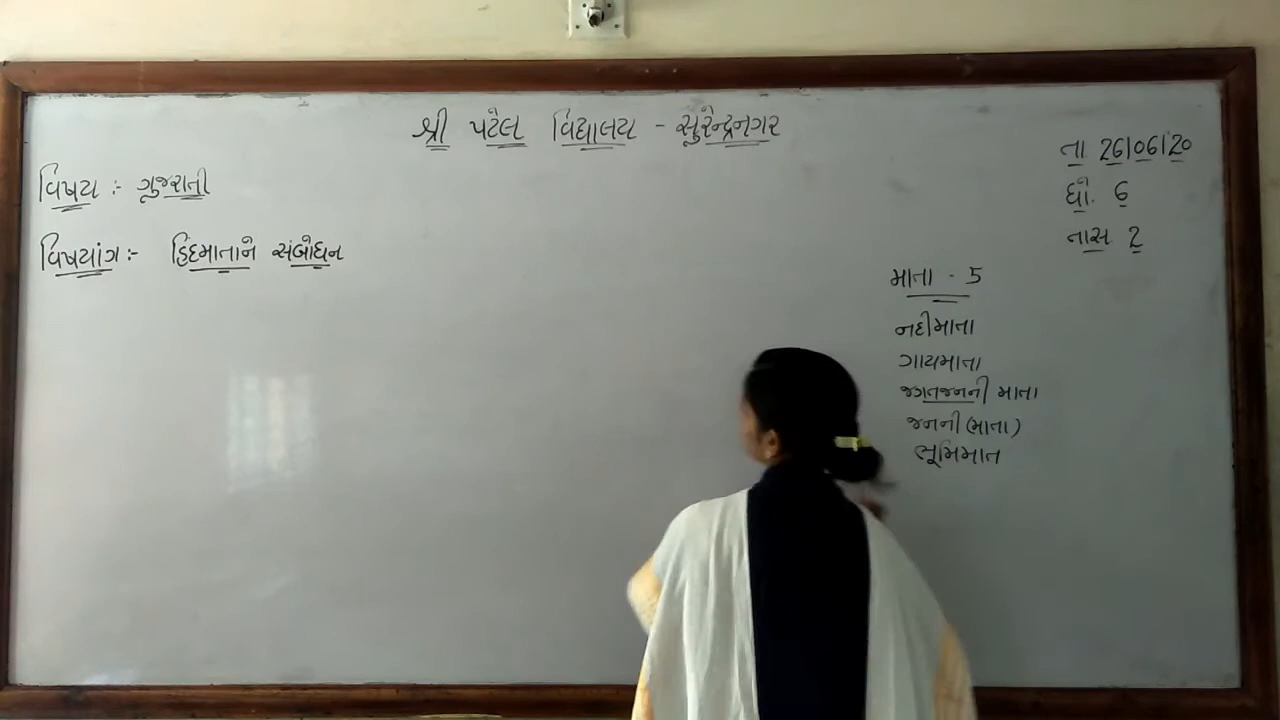 શ્રી પટેલ વિદ્યાલય - સુરેન્દ્રનગર
તા 26/06/20
વિષય :- ગુજરાતી
ધો. 6
તાસ 2
વિષયાંગ :- હિંદમાતાને સંબોધન
માતા - 5
નદીમાતા
ગાયમાતા
જગતજનની માતા
જનની (માતા)
ભૂમિમાત